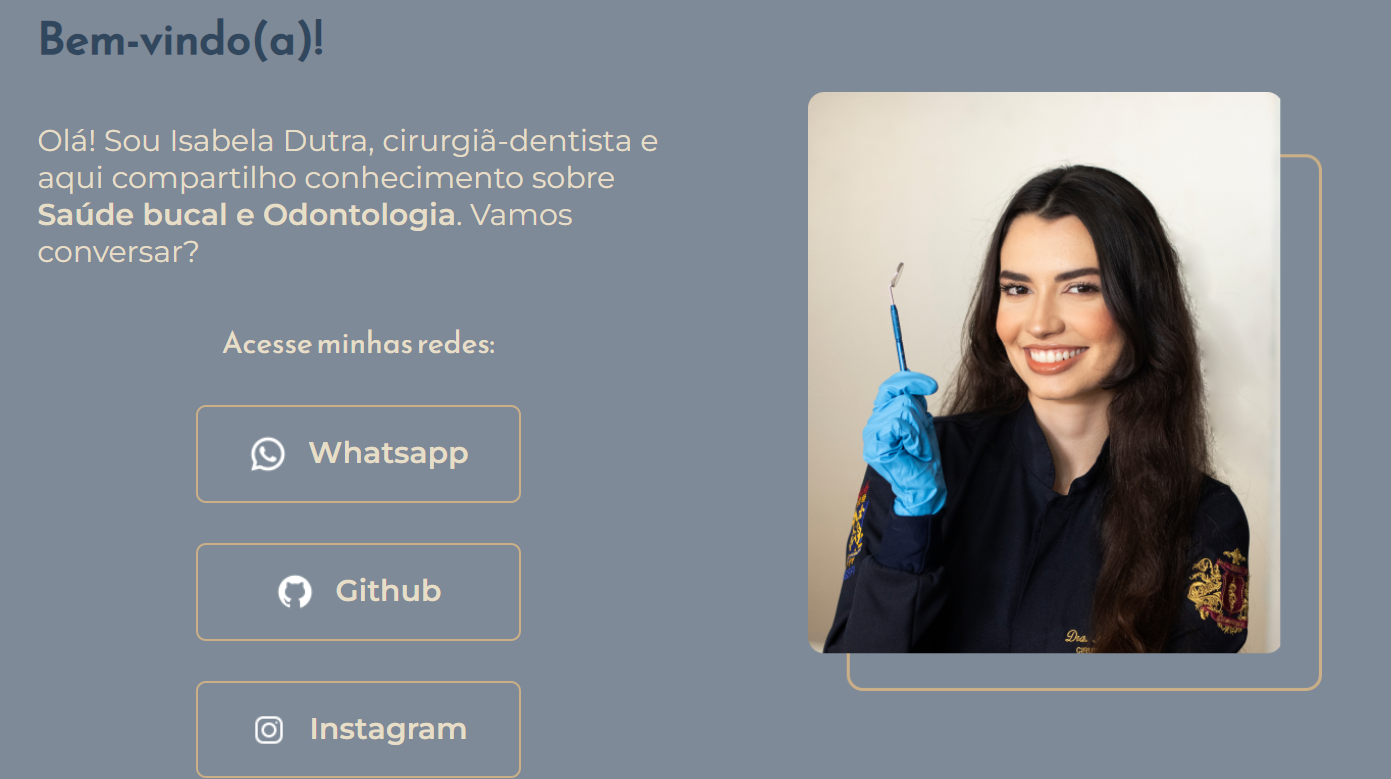 Bem-vindo(a)!
Olá! Sou Isabela Dutra, cirurgiã-dentista e
aqui compartilho conhecimento sobre
Saúde bucal e Odontologia. Vamos
conversar?
Acesse minhas redes:
Whatsapp
Github
Instagram
Dra.